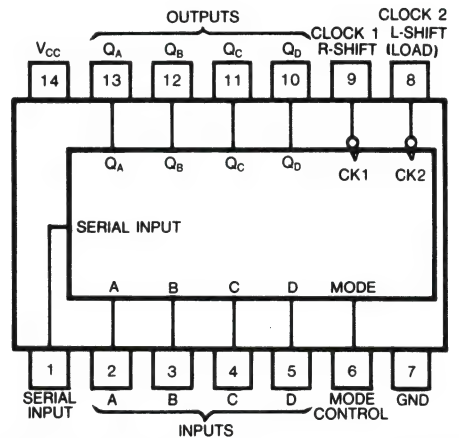 OUTPUTS
CLOCK 2
CLOCK 1 L-SHIFT
VCC QA QB QC QD R-SHIFT (LOAD)
14 13 12 11 10 9 8
QA QB QC QD CK1 CK2
SERIAL INPUT
A B C D MODE
1 2 3 4 5 6 7
SERIAL INPUT A B C D MODE CONTROL GND
INPUTS